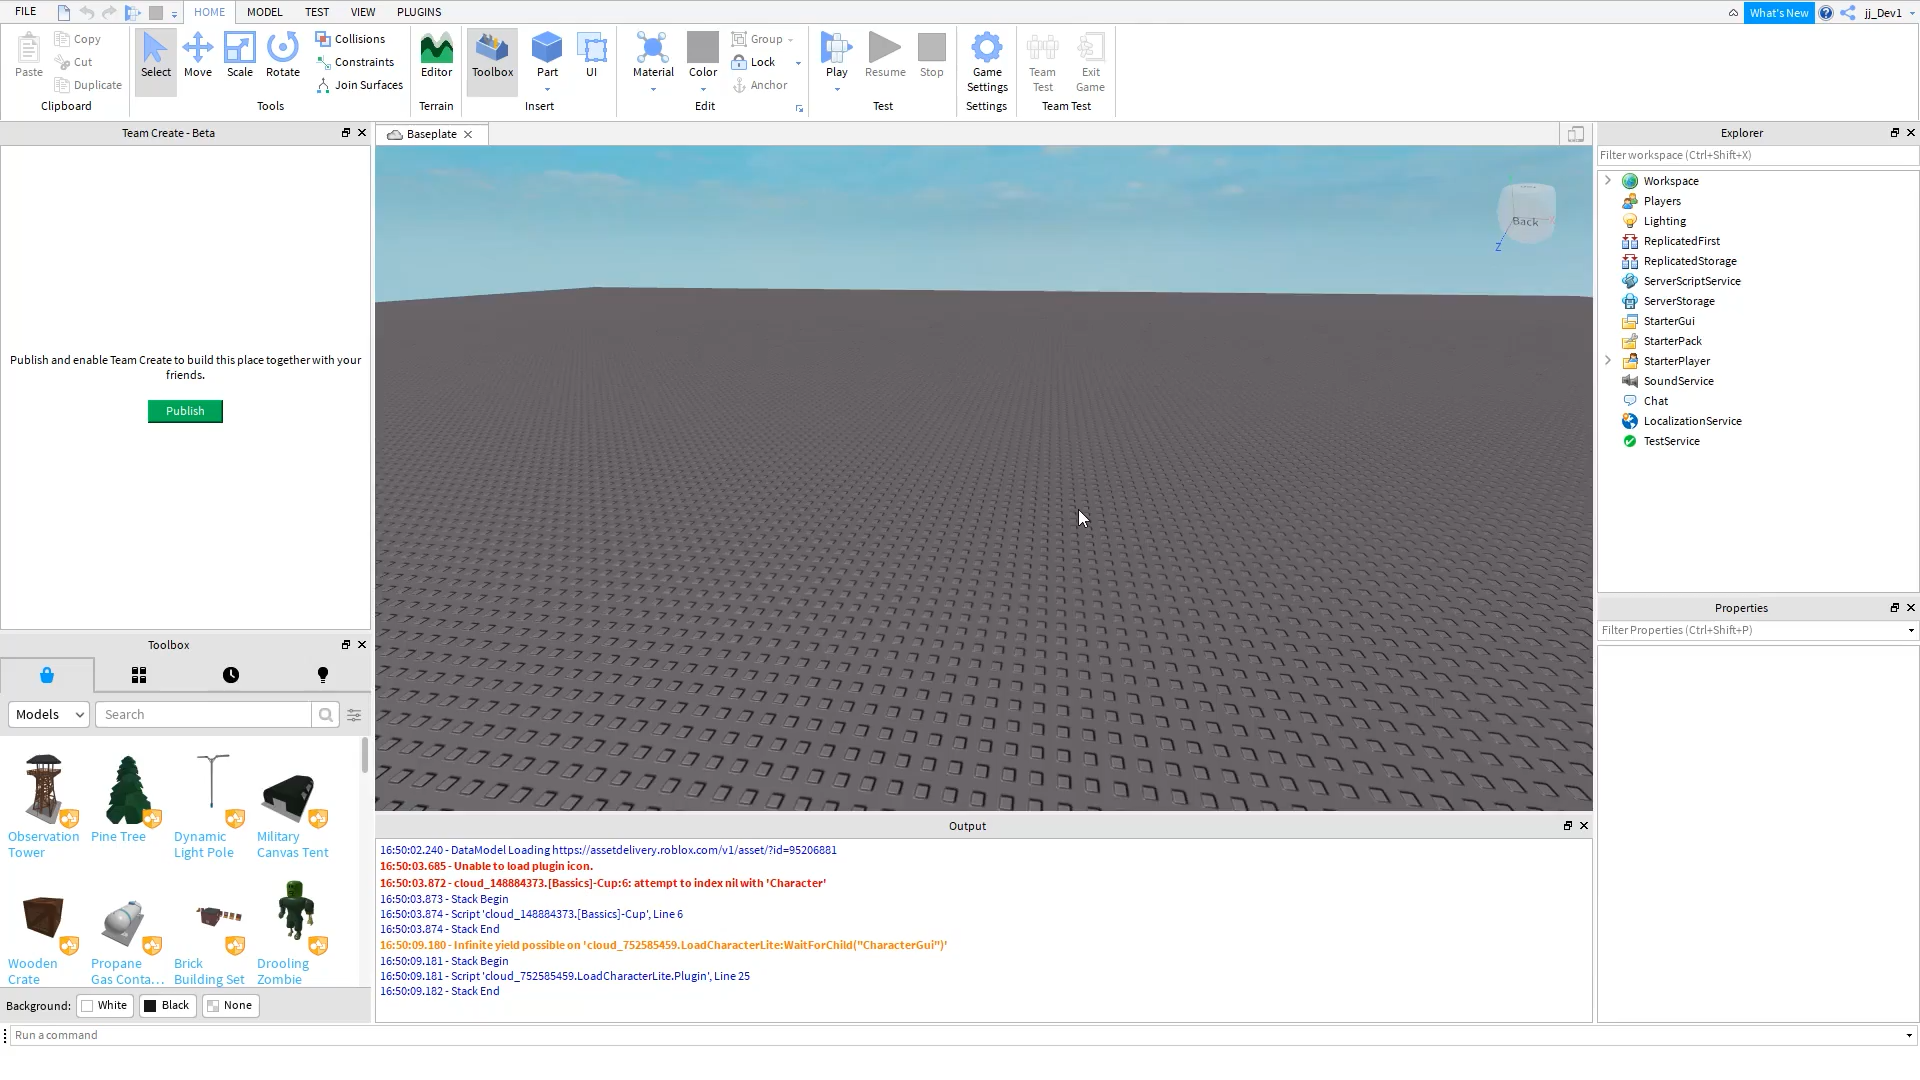 FILE
HOME
MODEL
TEST
VIEW
PLUGINS
What's New
jj_Dev1
Paste
Copy
Cut
Duplicate
Clipboard
Select
Move
Scale
Rotate
Collisions
Constraints
Join Surfaces
Tools
Editor
Terrain
Toolbox
Part
UI
Insert
Material
Color
Group
Lock
Anchor
Edit
Play
Resume
Stop
Test
Game
Settings
Settings
Team
Test
Exit
Game
Team Test
Team Create - Beta
Publish and enable Team Create to build this place together with your
friends.
Publish
Baseplate
Back
Z
Explorer
Filter workspace (Ctrl+Shift+X)
Workspace
Players
Lighting
ReplicatedFirst
ReplicatedStorage
ServerScriptService
ServerStorage
StarterGui
StarterPack
StarterPlayer
SoundService
Chat
LocalizationService
TestService
Properties
Filter Properties (Ctrl+Shift+P)
Toolbox
Models
Search
Observation
Tower
Pine Tree
Dynamic
Light Pole
Military
Canvas Tent
Wooden
Crate
Propane
Gas Conta...
Brick
Building Set
Drooling
Zombie
Background:
White
Black
None
Output
16:50:02.240 - DataModel Loading https://assetdelivery.roblox.com/v1/asset/?id=95206881
16:50:03.685 - Unable to load plugin icon.
16:50:03.872 - cloud_148884373.[Bassics]-Cup:6: attempt to index nil with 'Character'
16:50:03.873 - Stack Begin
16:50:03.874 - Script 'cloud_148884373.[Bassics]-Cup', Line 6
16:50:03.874 - Stack End
16:50:09.180 - Infinite yield possible on 'cloud_752585459.LoadCharacterLite:WaitForChild("CharacterGui")'
16:50:09.181 - Stack Begin
16:50:09.181 - Script 'cloud_752585459.LoadCharacterLite.Plugin', Line 25
16:50:09.182 - Stack End
Run a command